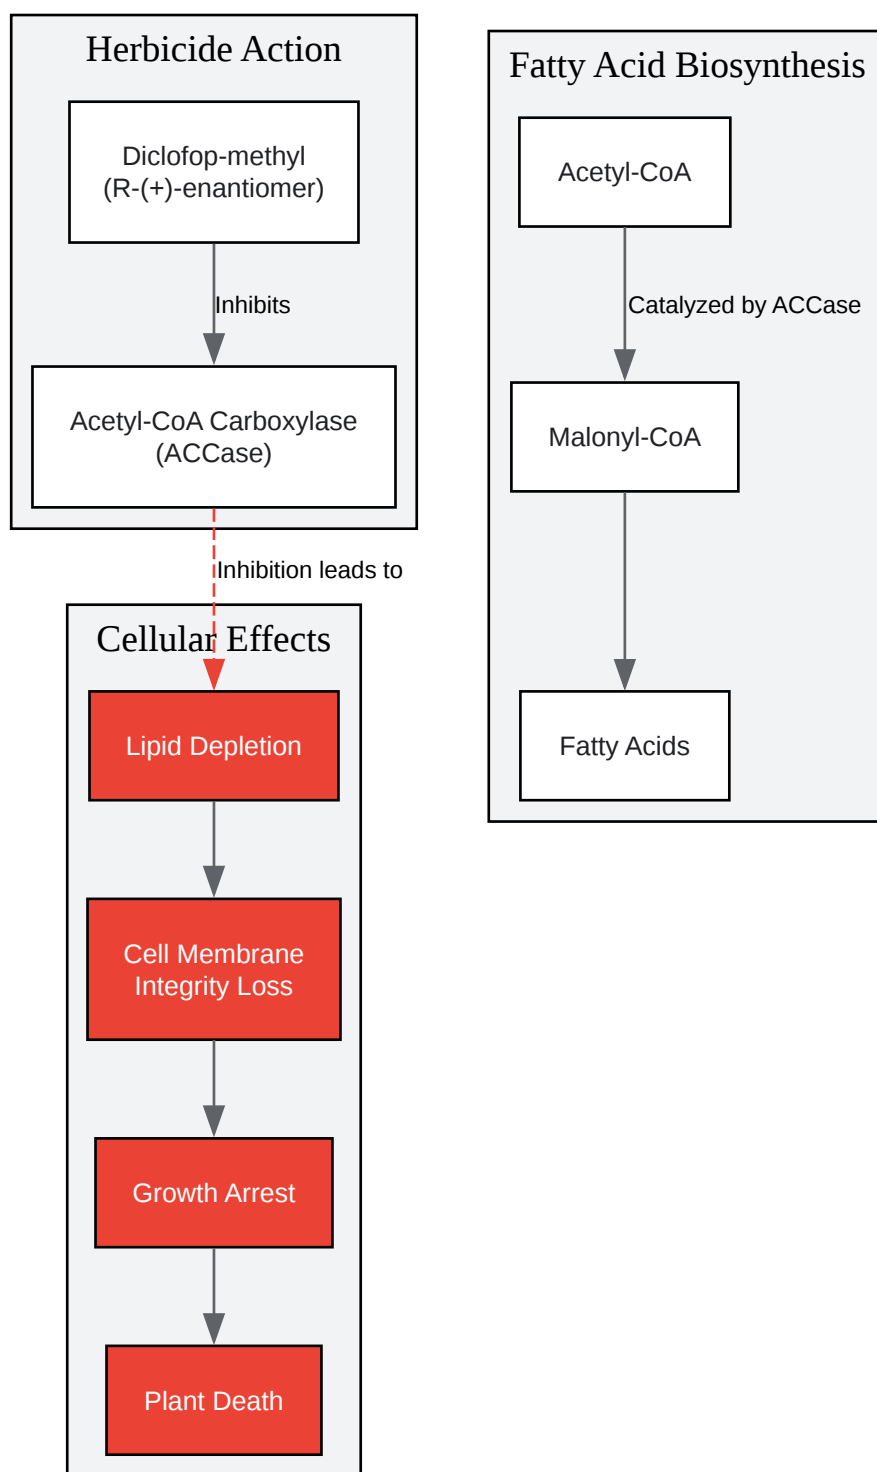 Herbicide Action
Diclofop-methyl
(R-(+)-enantiomer)
Inhibits
Acetyl-CoA Carboxylase
(ACCase)
Inhibition leads to
Cellular Effects
Lipid Depletion
Cell Membrane
Integrity Loss
Growth Arrest
Plant Death
Fatty Acid Biosynthesis
Acetyl-CoA
Catalyzed by ACCase
Malonyl-CoA
Fatty Acids